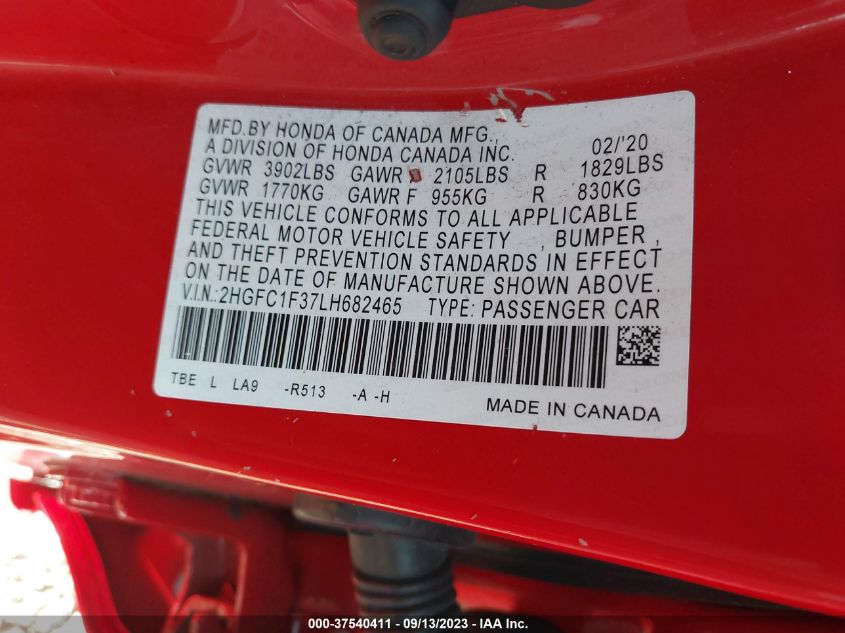 MFD.BY HONDA OF CANADA MFG. 02/'20
A DIVISION OF HONDA CANADA INC.
GVWR 3902LBS GAWR 2105LBS R 1829LBS
GVWR 1770KG GAWR F 955KG R 830KG
THIS VEHICLE CONFORMS TO ALL APPLICABLE
FEDERAL MOTOR VEHICLE SAFETY , BUMPER ,
AND THEFT PREVENTION STANDARDS IN EFFECT
ON THE DATE OF MANUFACTURE SHOWN ABOVE.
V.I.N.:2HGFC1F37LH682465 TYPE: PASSENGER CAR
TBE L LA9 -R513 -A -H
MADE IN CANADA
000-37540411 - 09/13/2023 - IAA Inc.